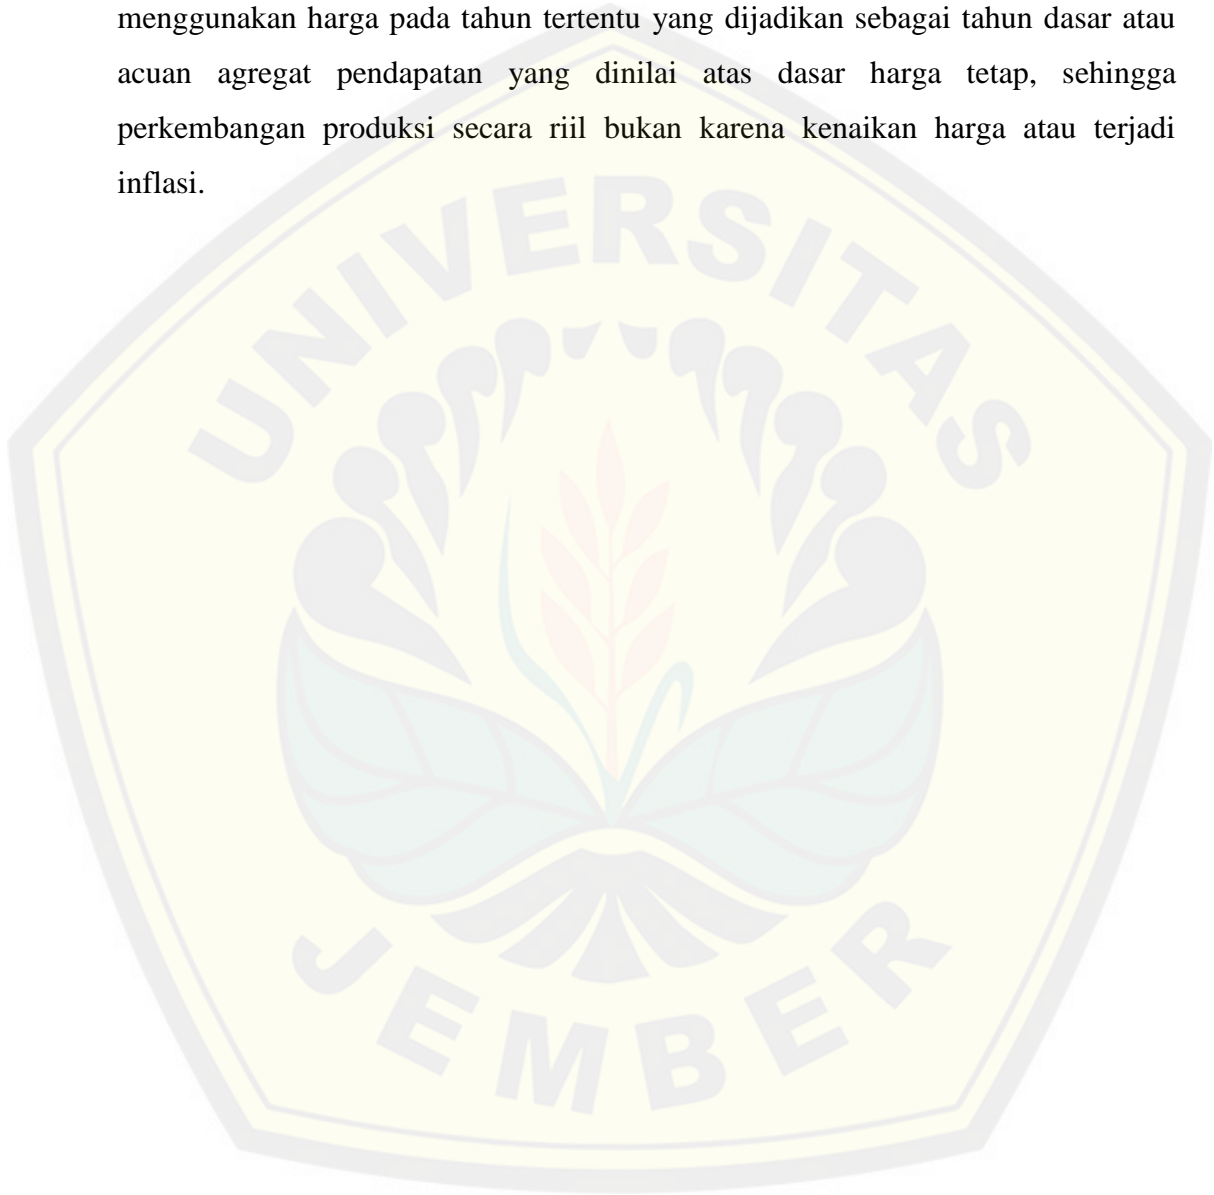 menggunakan harga pada tahun tertentu yang dijadikan sebagai tahun dasar atau
acuan agregat pendapatan yang dinilai atas dasar harga tetap, sehingga
perkembangan produksi secara riil bukan karena kenaikan harga atau terjadi
inflasi.
UNIVERSITAS
JEMBER